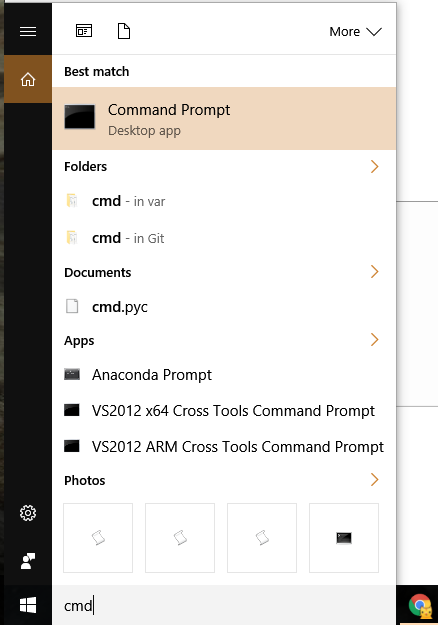 More
Best match
Command Prompt
Desktop app
Folders
cmd - in var
cmd - in Git
Documents
cmd.pyc
Apps
Anaconda Prompt
VS2012 x64 Cross Tools Command Prompt
VS2012 ARM Cross Tools Command Prompt
Photos
cmd